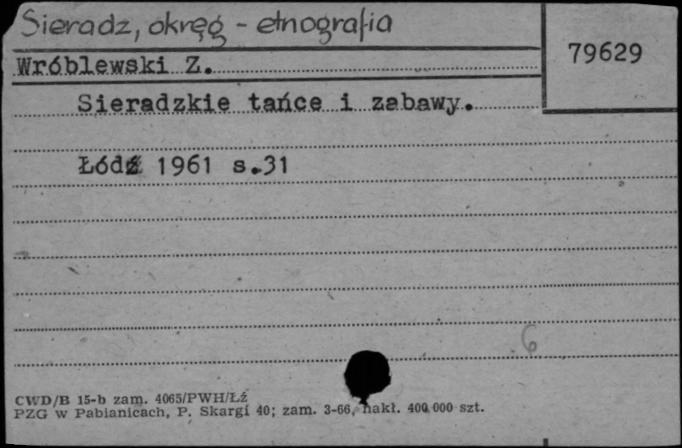 Sieradz, okręg - etnografia
79629
Wróblewski Z.
Sieradzkie tańce i zabawy.
Łódź 1961 s.31
6
CWD/B 15-b zam. 4065/PWH/Łź
PZG w Pabianicach, P. Skargi 40; zam. 3-66, nakł. 400 000 szt.